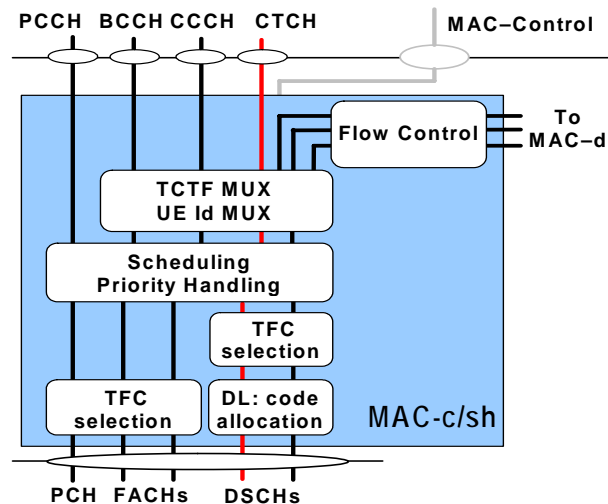 PCCH BCCH CCCH CTCH MAC–Control
Flow Control
To
MAC–d
TCTF MUX
UE Id MUX
Scheduling
Priority Handling
TFC
selection
TFC
selection
DL: code
allocation
MAC-c/sh
PCH FACHs DSCHs